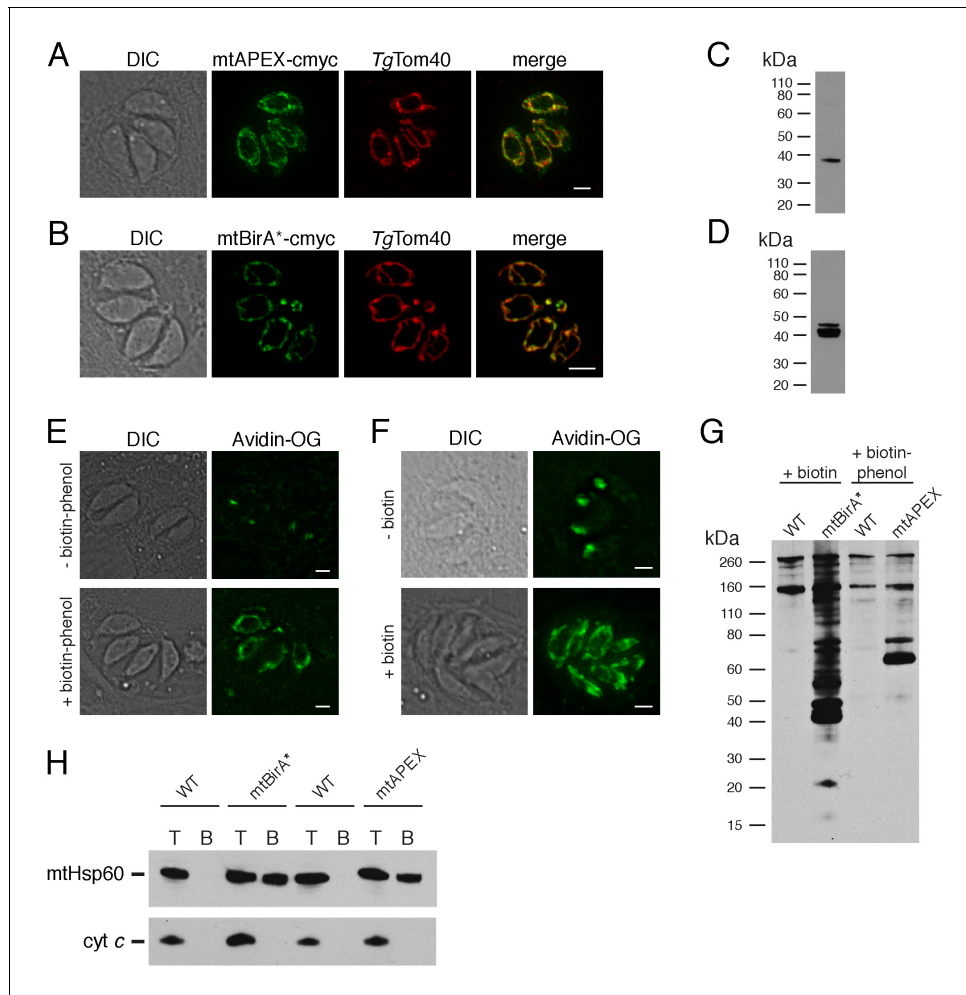 A
DIC mtAPEX-cmyc TgTom40 merge
B
DIC mtBirA*-cmyc TgTom40 merge
C
kDa
110
80
60
50
40
30
20
D
kDa
110
80
60
50
40
30
20
E
DIC Avidin-OG
- biotin-phenol
+ biotin-phenol
F
DIC Avidin-OG
- biotin
+ biotin
G
+ biotin
+ biotin-
phenol
WT mtBirA* WT mtAPEX
kDa
260
160
110
80
60
50
40
30
20
15
H
WT mtBirA* WT mtAPEX
T B T B T B T B
mtHsp60
cyt c